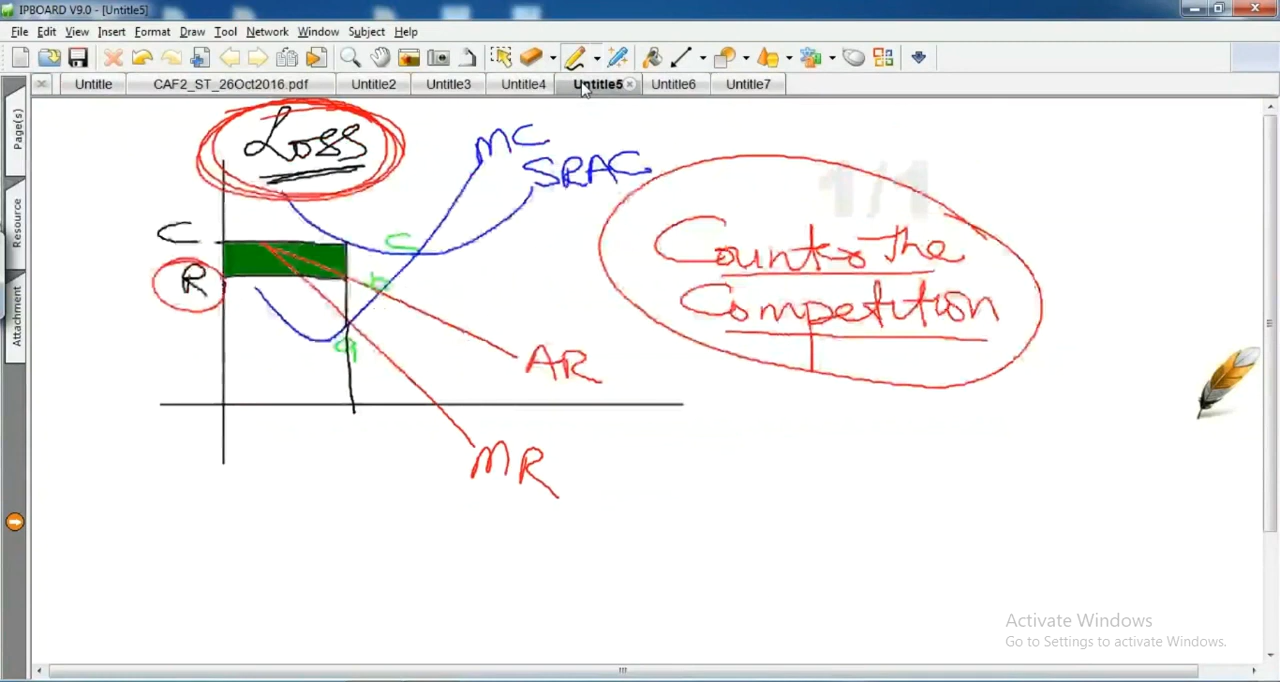 IPBOARD V9.0 - [Untitle5]
File Edit View Insert Format Draw Tool Network Window Subject Help
Untitle CAF2_ST_26Oct2016.pdf Untitle2 Untitle3 Untitle4 Untitle5 Untitle6 Untitle7
Page(s)
Resource
Attachment
1/1
Loss
MC
SRAC
C
R
c
b
a
AR
MR
Counter the
Competition
Activate Windows
Go to Settings to activate Windows.